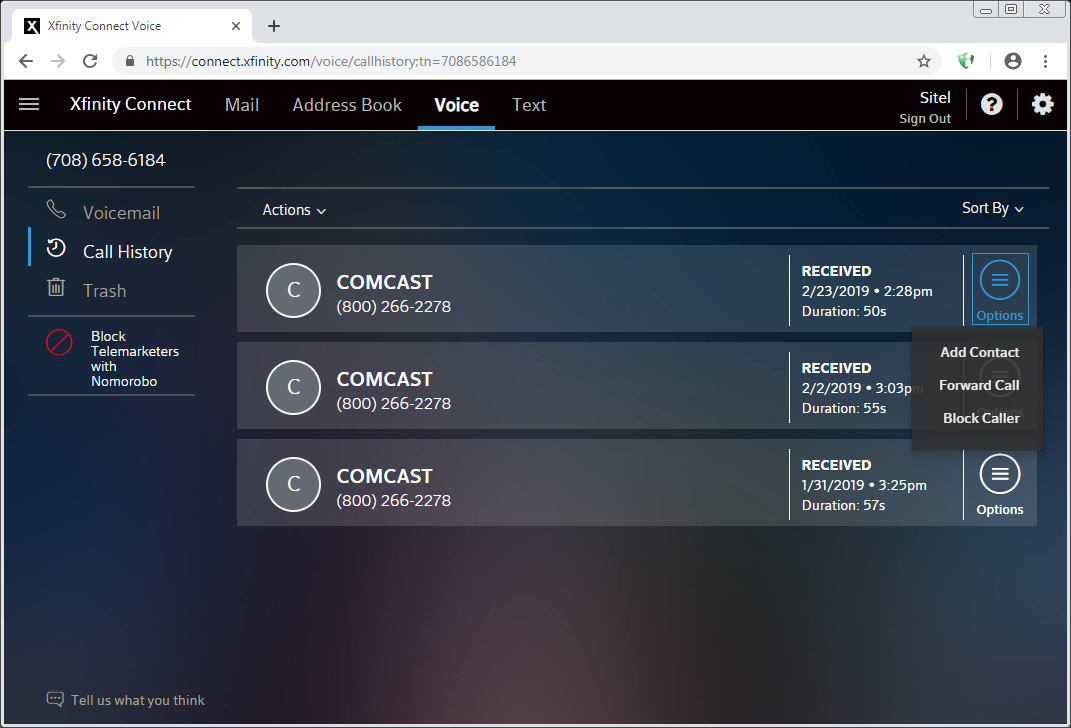 Xfinity Connect Voice
https://connect.xfinity.com/voice/callhistory;tn=7086586184
Xfinity Connect
Mail
Address Book
Voice
Text
Sitel
Sign Out
(708) 658-6184
Voicemail
Call History
Trash
Block
Telemarketers
with
Nomorobo
Actions
Sort By
C
COMCAST
(800) 266-2278
RECEIVED
2/23/2019 • 2:28pm
Duration: 50s
Options
Add Contact
Forward Call
Block Caller
C
COMCAST
(800) 266-2278
RECEIVED
2/2/2019 • 3:03pm
Duration: 55s
Options
C
COMCAST
(800) 266-2278
RECEIVED
1/31/2019 • 3:25pm
Duration: 57s
Options
Tell us what you think